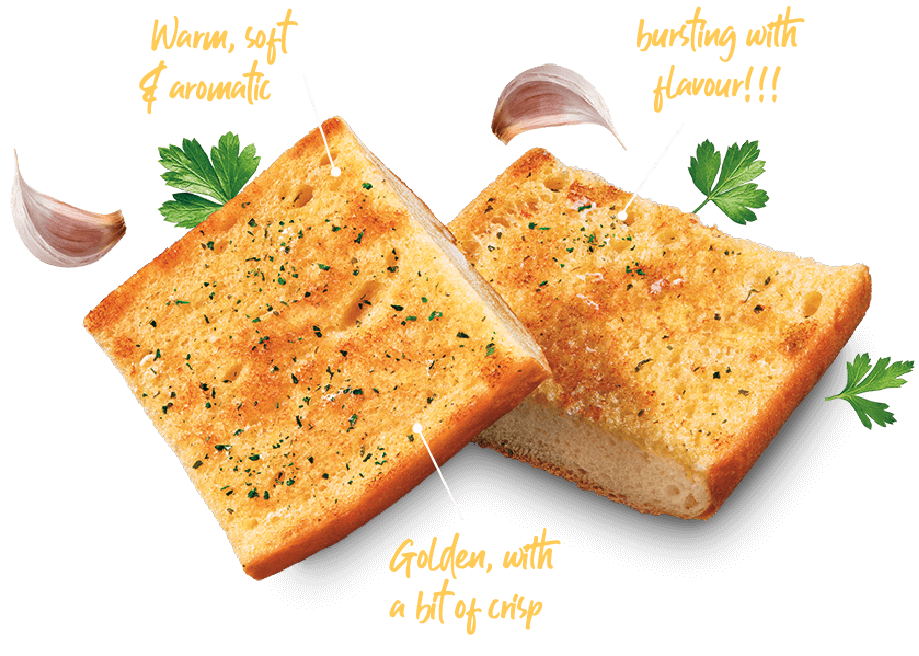 Warm, soft
& aromatic
bursting with
flavour!!!
Golden, with
a bit of crisp